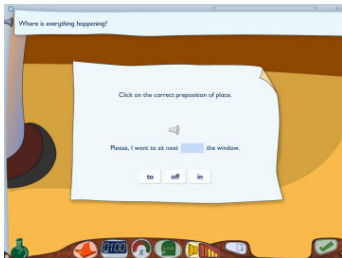 Where is everything happening?
Click on the correct preposition of place.
Please, I want to sit next the window.
to off in